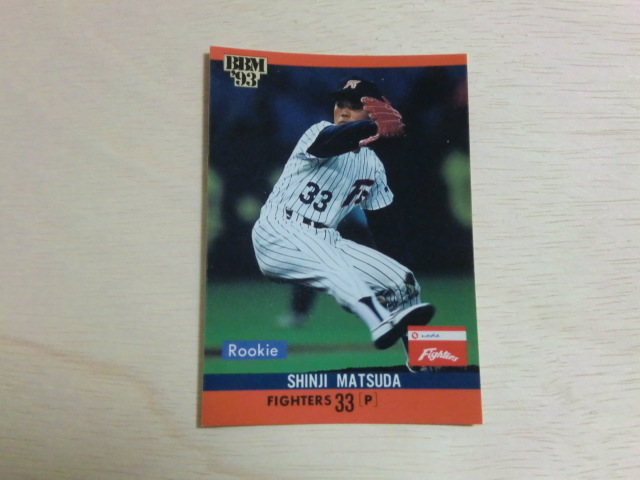 BBM
'93
F
33 F
Rookie
Fighters
SHINJI MATSUDA
FIGHTERS 33 [P]